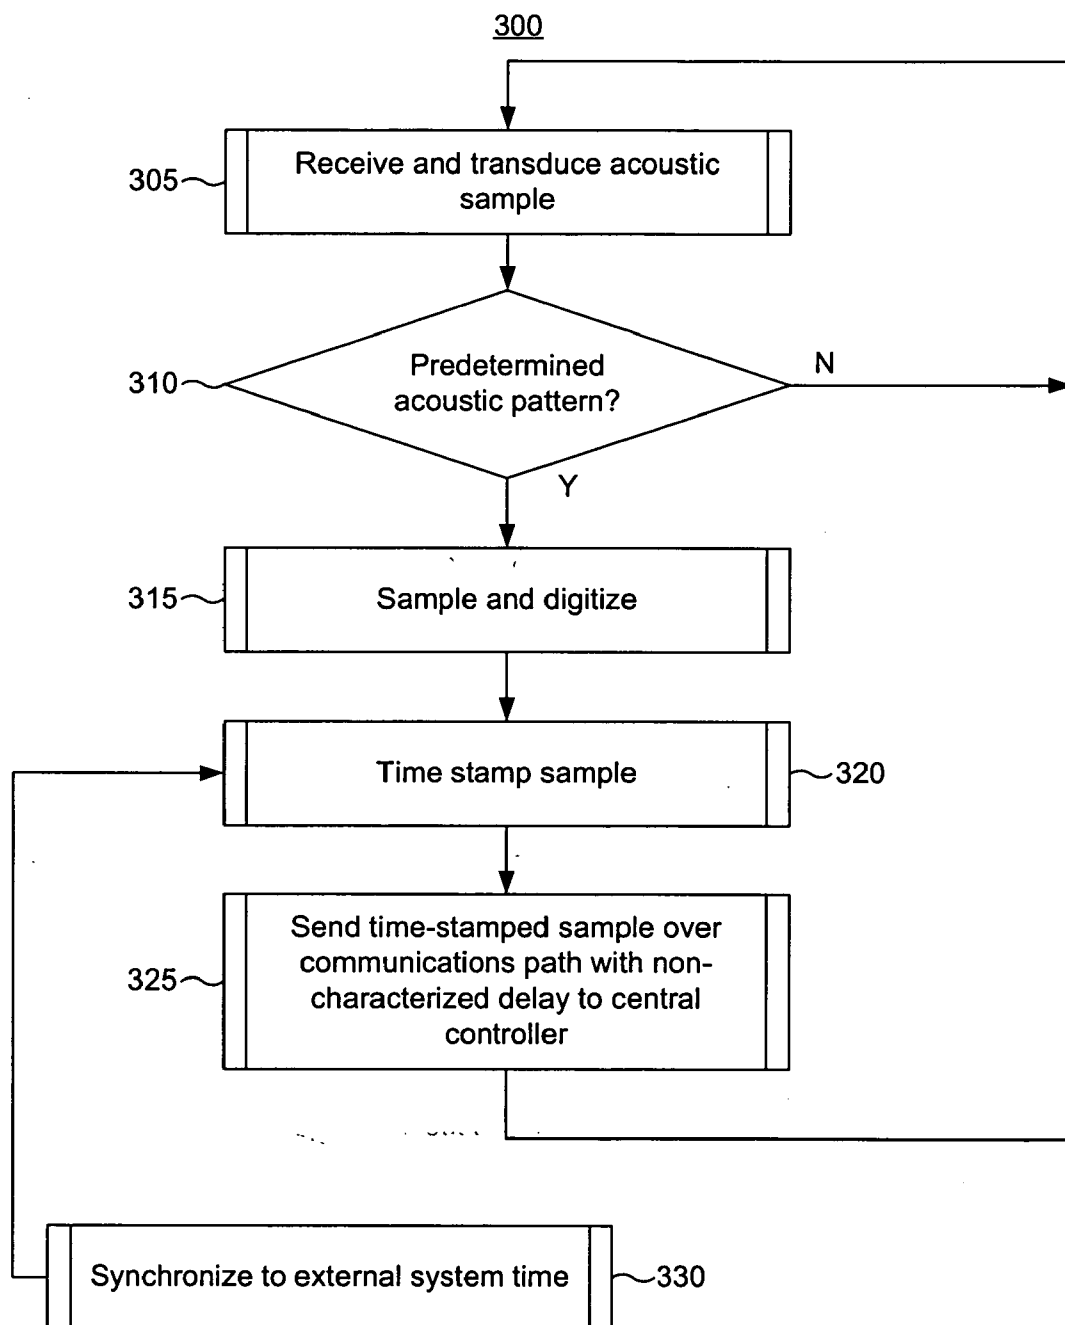 300
305
Receive and transduce acoustic
sample
310
Predetermined
acoustic pattern?
N
Y
315
Sample and digitize
Time stamp sample
320
325
Send time-stamped sample over
communications path with non-
characterized delay to central
controller
Synchronize to external system time
330